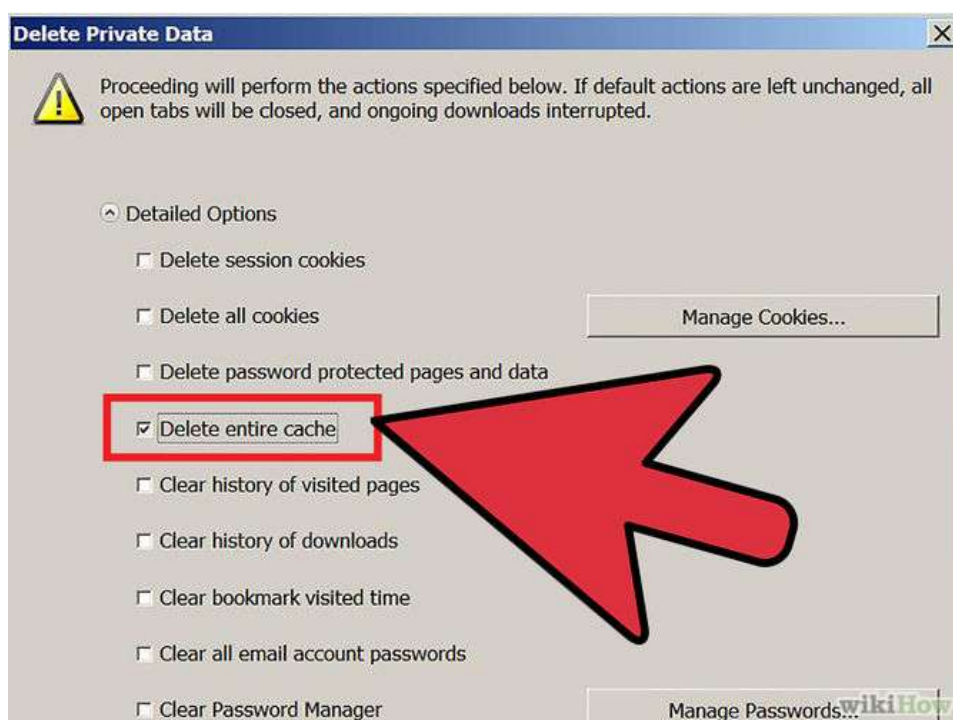 Delete Private Data
Proceeding will perform the actions specified below. If default actions are left unchanged, all
open tabs will be closed, and ongoing downloads interrupted.
Detailed Options
Delete session cookies
Delete all cookies
Manage Cookies...
Delete password protected pages and data
Delete entire cache
Clear history of visited pages
Clear history of downloads
Clear bookmark visited time
Clear all email account passwords
Clear Password Manager
Manage Passwords...
wikiHow